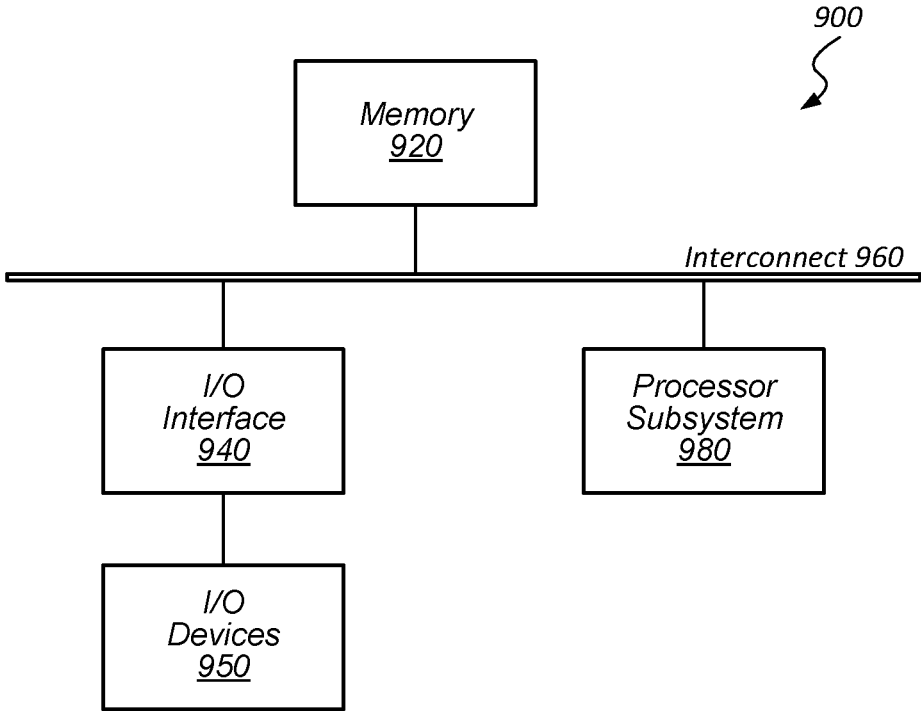 900
Memory
920
Interconnect 960
I/O
Interface
940
Processor
Subsystem
980
I/O
Devices
950